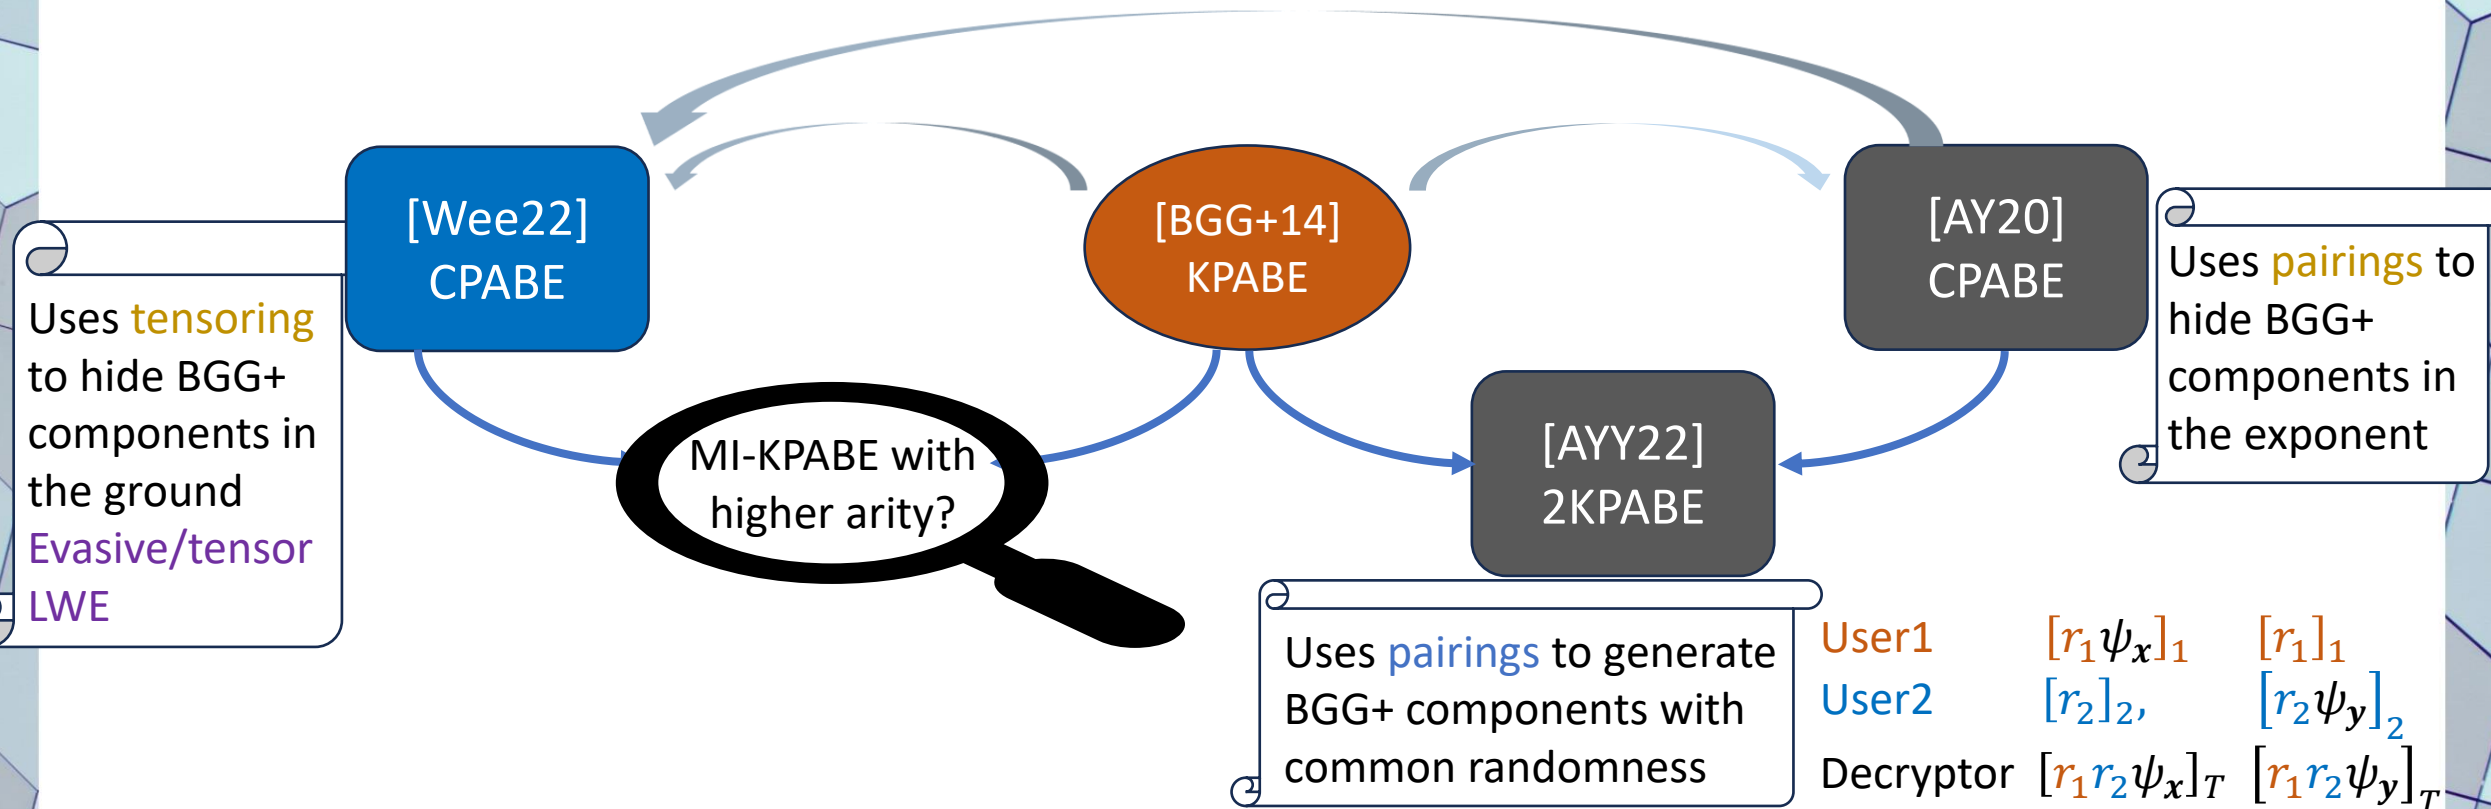 [Wee22]
CPABE
[BGG+14]
KPABE
[AY20]
CPABE
Uses tensoring
to hide BGG+
components in
the ground
Evasive/tensor
LWE
Uses pairings to
hide BGG+
components in
the exponent
MI-KPABE with
higher arity?
[AYY22]
2KPABE
Uses pairings to generate
BGG+ components with
common randomness
User1 [r₁ψₓ]₁ [r₁]₁
User2 [r₂]₂, [r₂ψ_y]₂
Decryptor [r₁r₂ψₓ]_T [r₁r₂ψ_y]_T